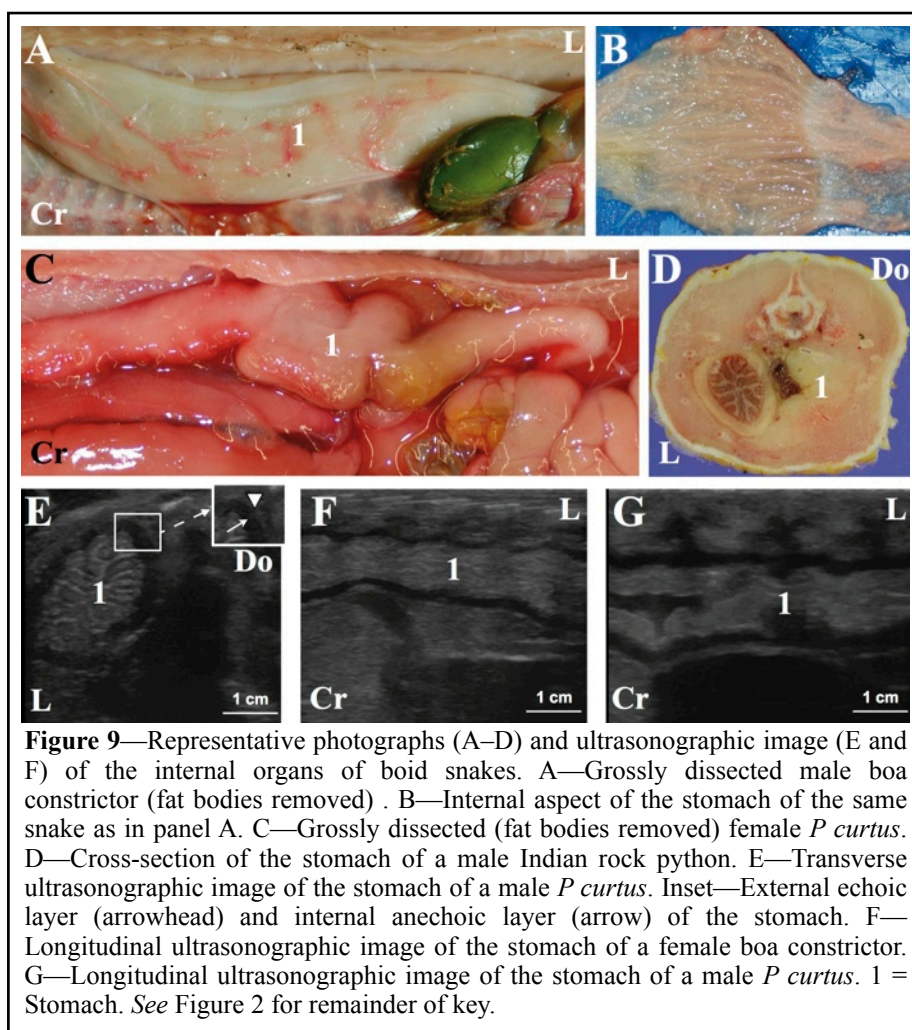 A
L
1
Cr
B
C
L
1
Cr
D
Do
1
L
E
Do
1
L
1 cm
F
L
1
Cr
1 cm
G
L
1
Cr
1 cm
Figure 9—Representative photographs (A–D) and ultrasonographic image (E and
F) of the internal organs of boid snakes. A—Grossly dissected male boa
constrictor (fat bodies removed) . B—Internal aspect of the stomach of the same
snake as in panel A. C—Grossly dissected (fat bodies removed) female P curtus.
D—Cross-section of the stomach of a male Indian rock python. E—Transverse
ultrasonographic image of the stomach of a male P curtus. Inset—External echoic
layer (arrowhead) and internal anechoic layer (arrow) of the stomach. F—
Longitudinal ultrasonographic image of the stomach of a female boa constrictor.
G—Longitudinal ultrasonographic image of the stomach of a male P curtus. 1 =
Stomach. See Figure 2 for remainder of key.